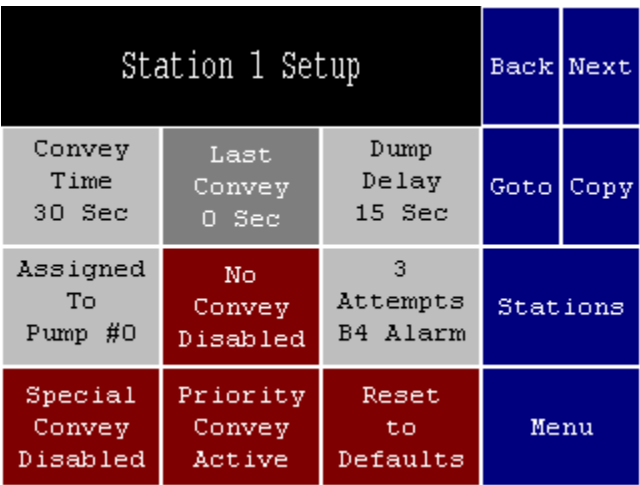 Station 1 Setup
Back
Next
Convey
Time
30 Sec
Last
Convey
0 Sec
Dump
Delay
15 Sec
Goto
Copy
Assigned
To
Pump #0
No
Convey
Disabled
3
Attempts
B4 Alarm
Stations
Special
Convey
Disabled
Priority
Convey
Active
Reset
to
Defaults
Menu